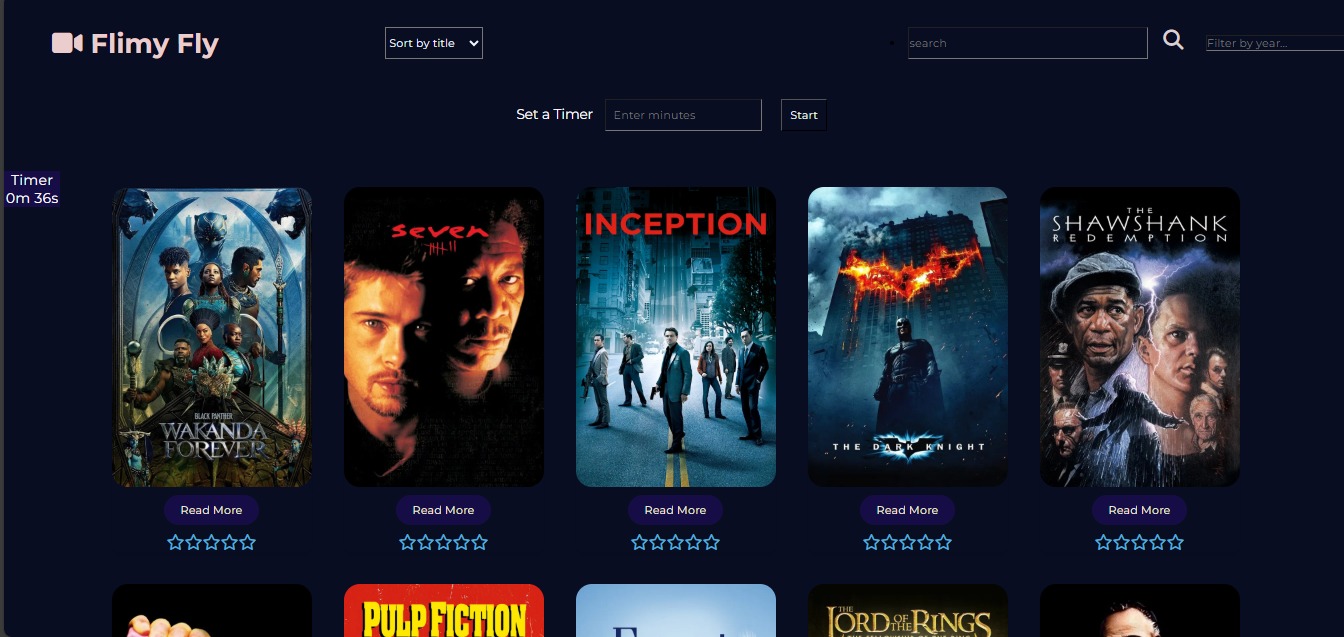 Flimy Fly
Sort by title
search
Filter by year...
Set a Timer
Enter minutes
Start
Timer
0m 36s
BLACK PANTHER
WAKANDA
FOREVER
seven
INCEPTION
THE DARK KNIGHT
THE
SHAWSHANK
REDEMPTION
Read More
Read More
Read More
Read More
Read More
PULP FICTION
THE
LORD OF THE RINGS